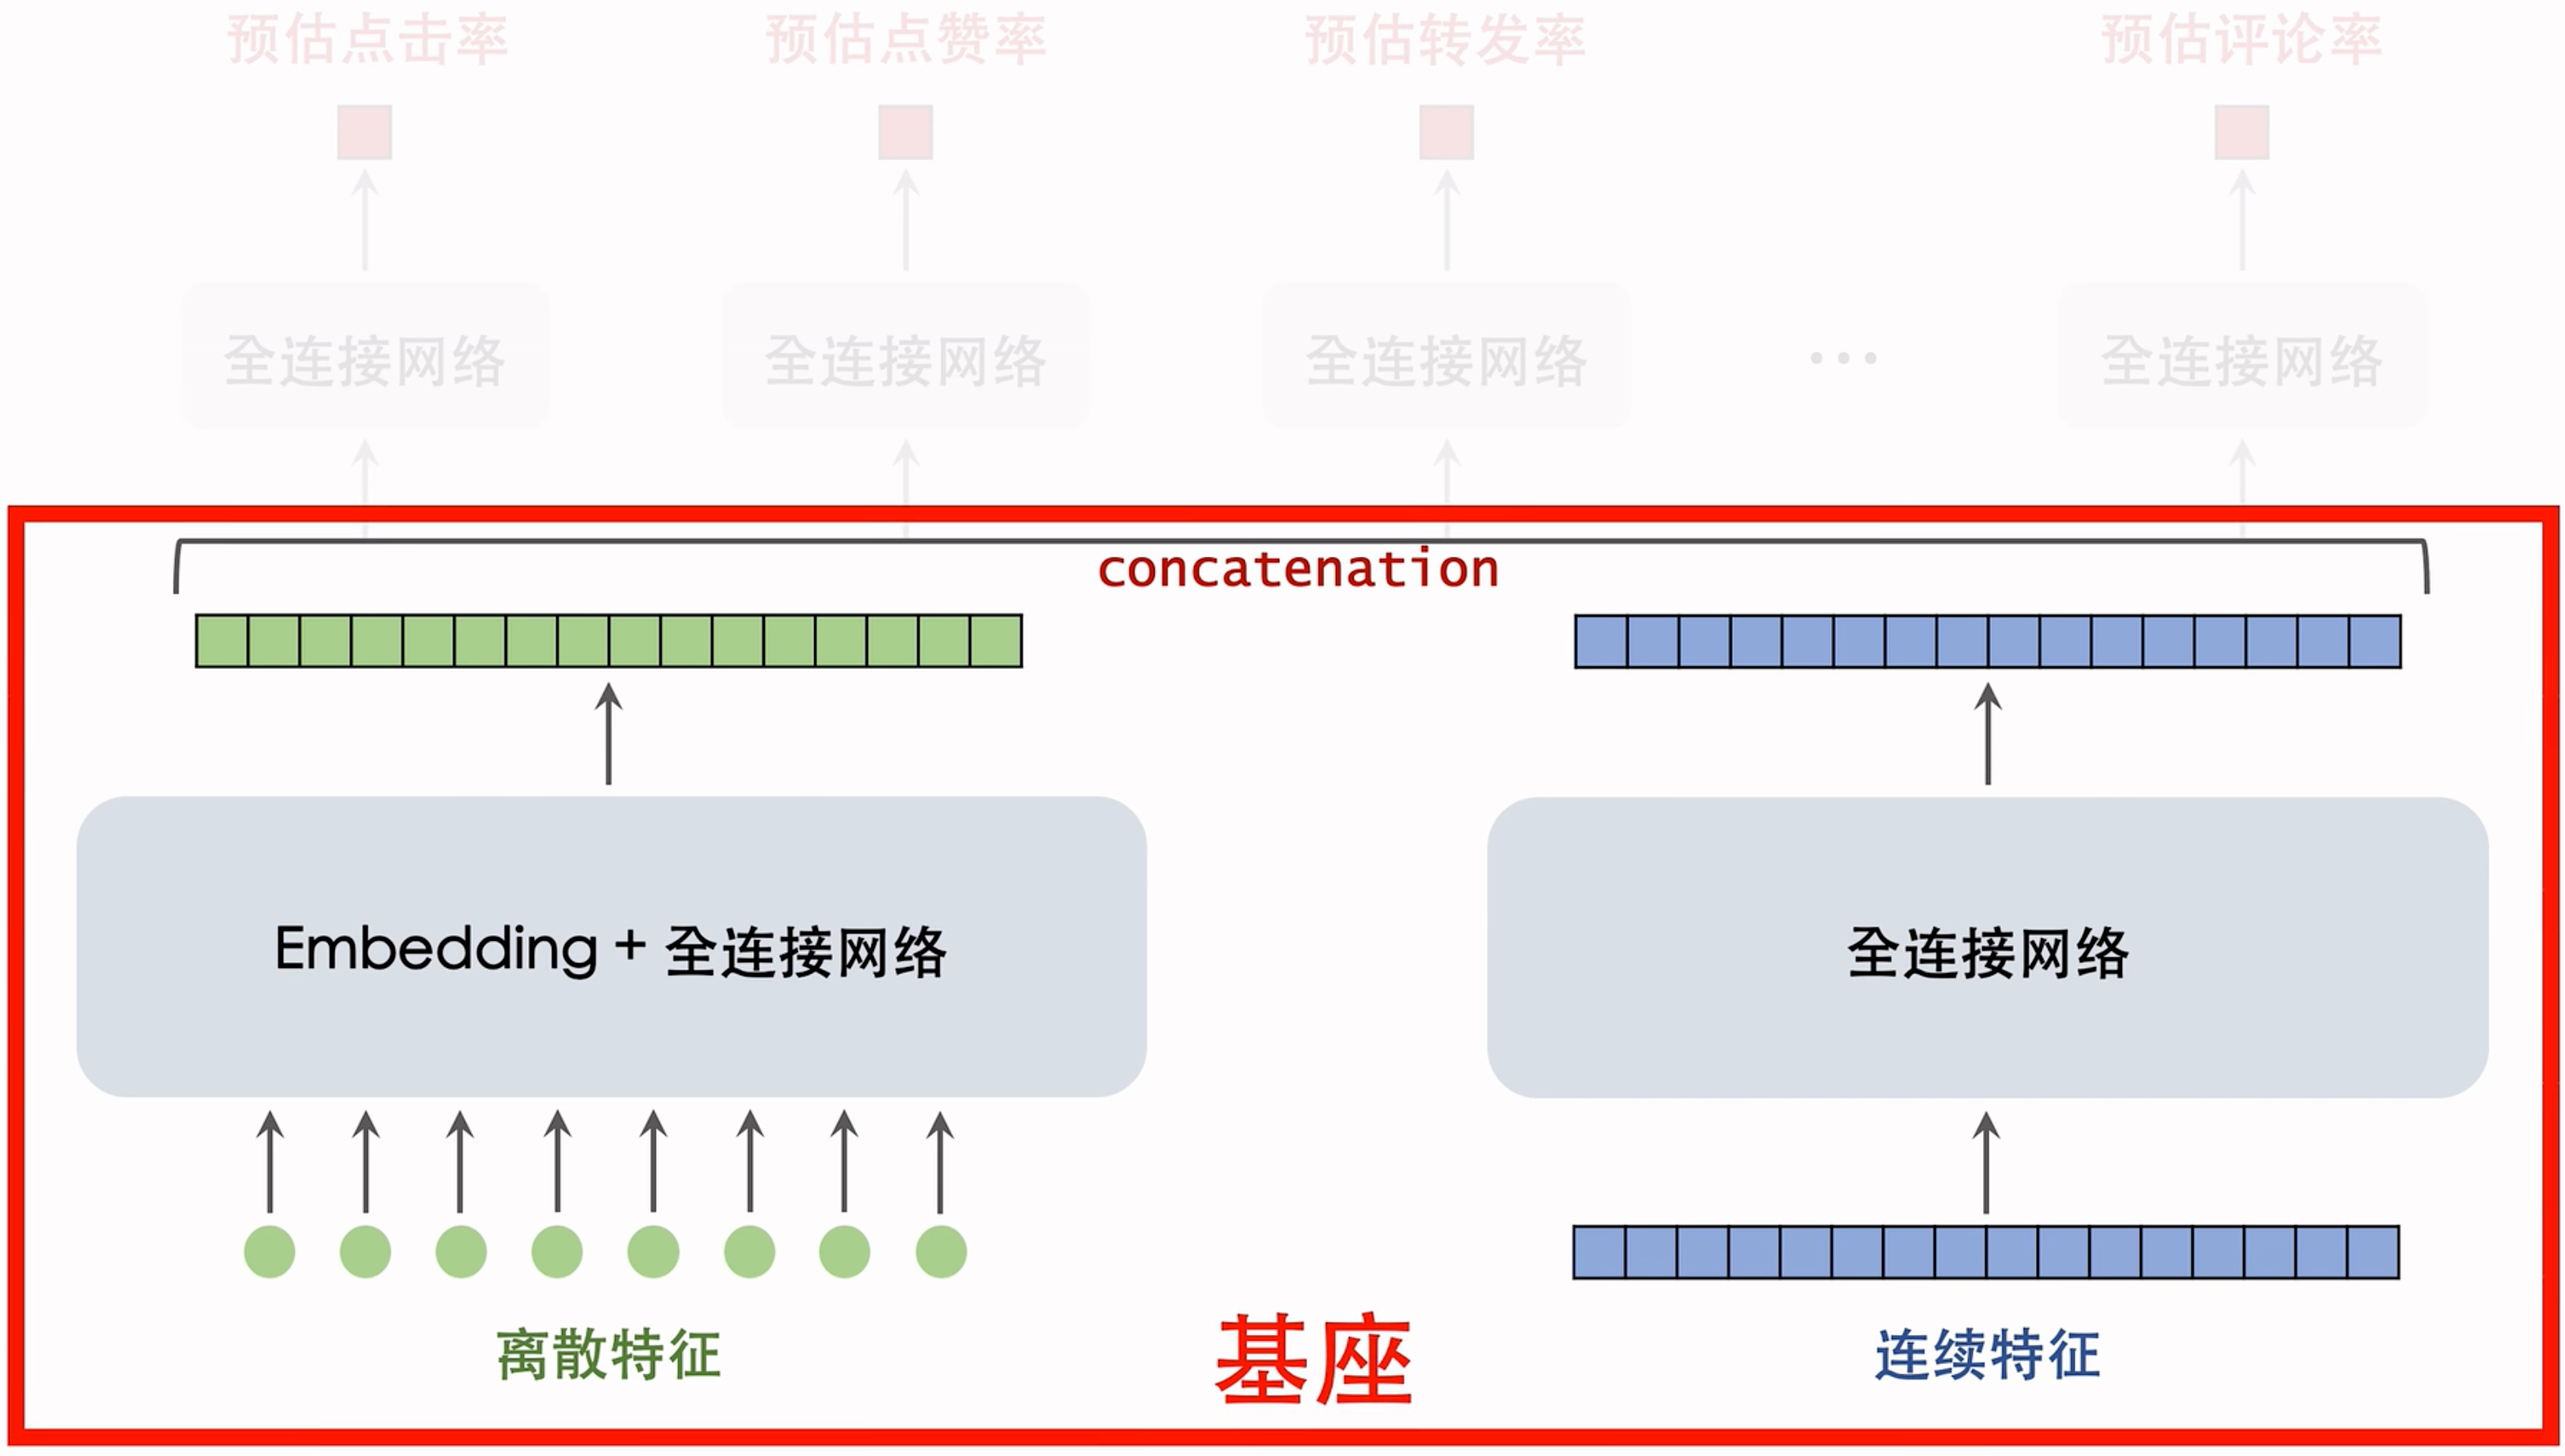 预估点击率
预估点赞率
预估转发率
预估评论率
全连接网络
全连接网络
全连接网络
...
全连接网络
concatenation
Embedding + 全连接网络
全连接网络
离散特征
基座
连续特征